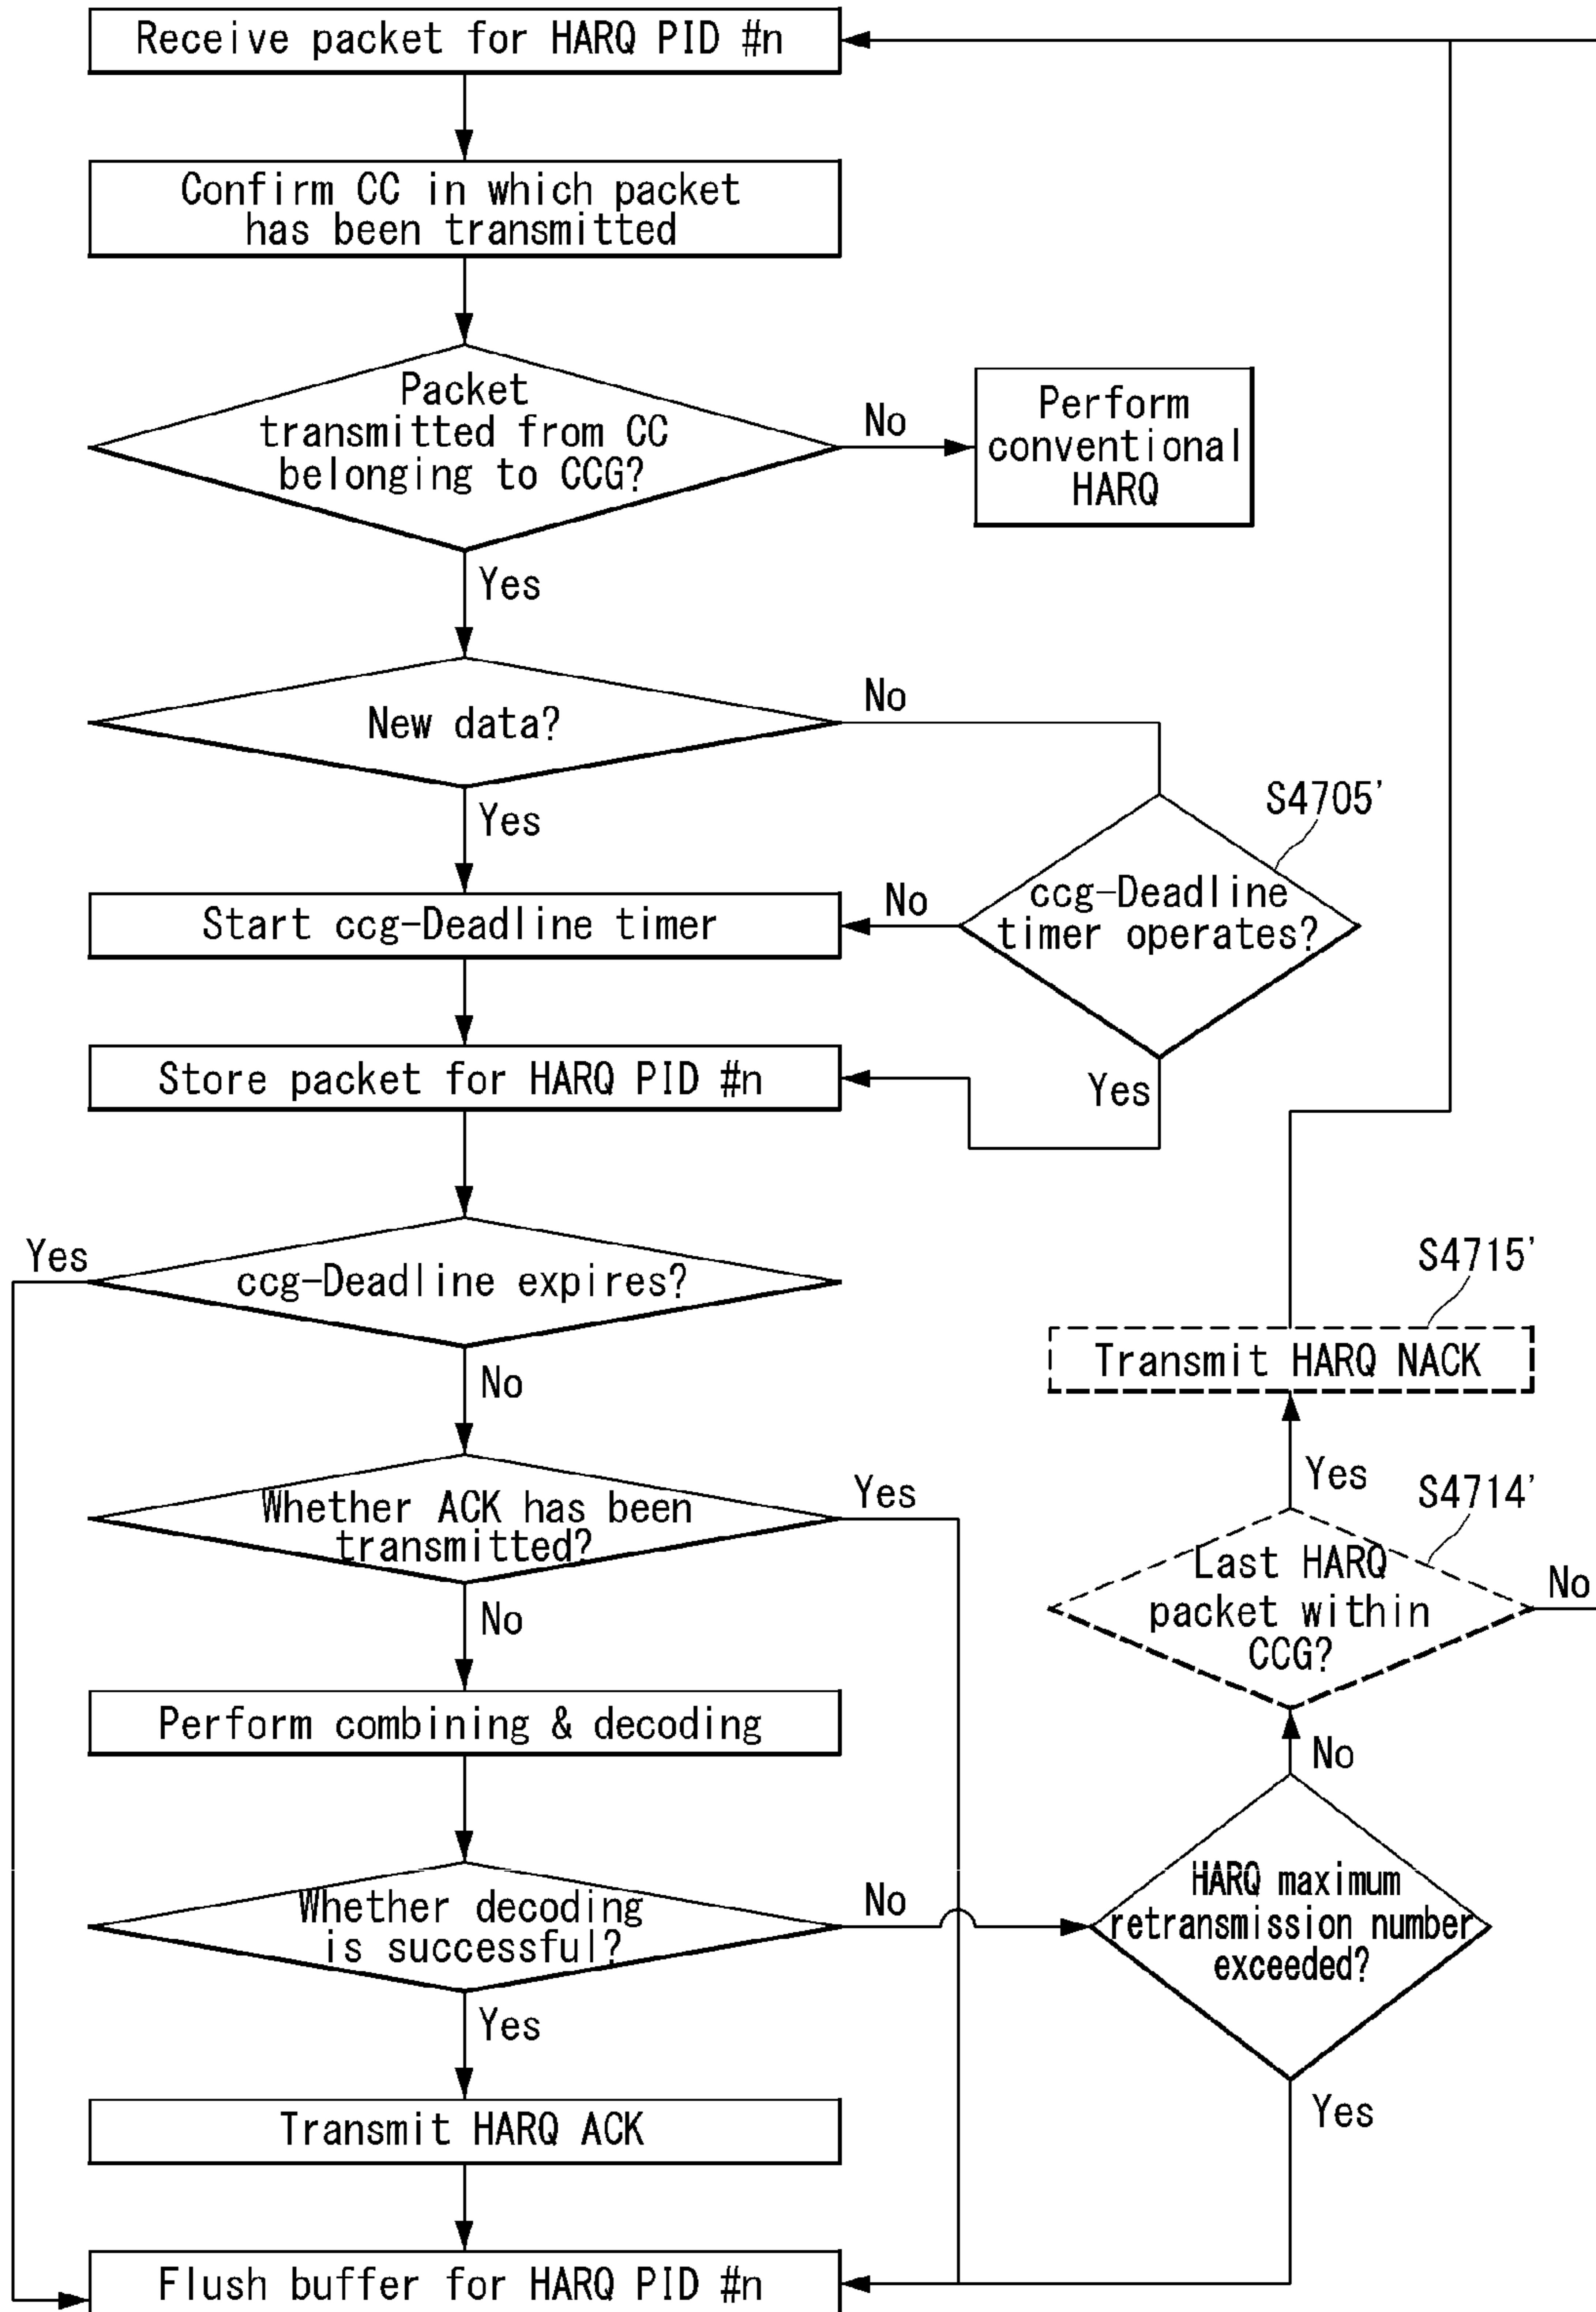 Receive packet for HARQ PID #n
Confirm CC in which packet
has been transmitted
Packet
transmitted from CC
belonging to CCG?
No
Perform
conventional
HARQ
Yes
New data?
No
Yes
S4705'
Start ccg-Deadline timer
No
ccg-Deadline
timer operates?
Store packet for HARQ PID #n
Yes
Yes
ccg-Deadline expires?
No
S4715'
Transmit HARQ NACK
Yes
Whether ACK has been
transmitted?
Yes
No
S4714'
Last HARQ
packet within
CCG?
No
Perform combining & decoding
No
Whether decoding
is successful?
No
HARQ maximum
retransmission number
exceeded?
Yes
Yes
Transmit HARQ ACK
Flush buffer for HARQ PID #n